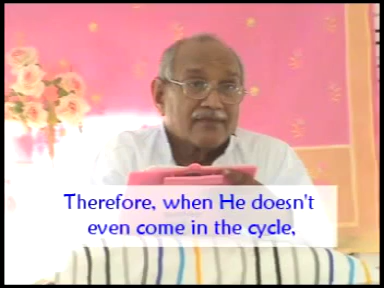 Therefore, when He doesn't
even come in the cycle,